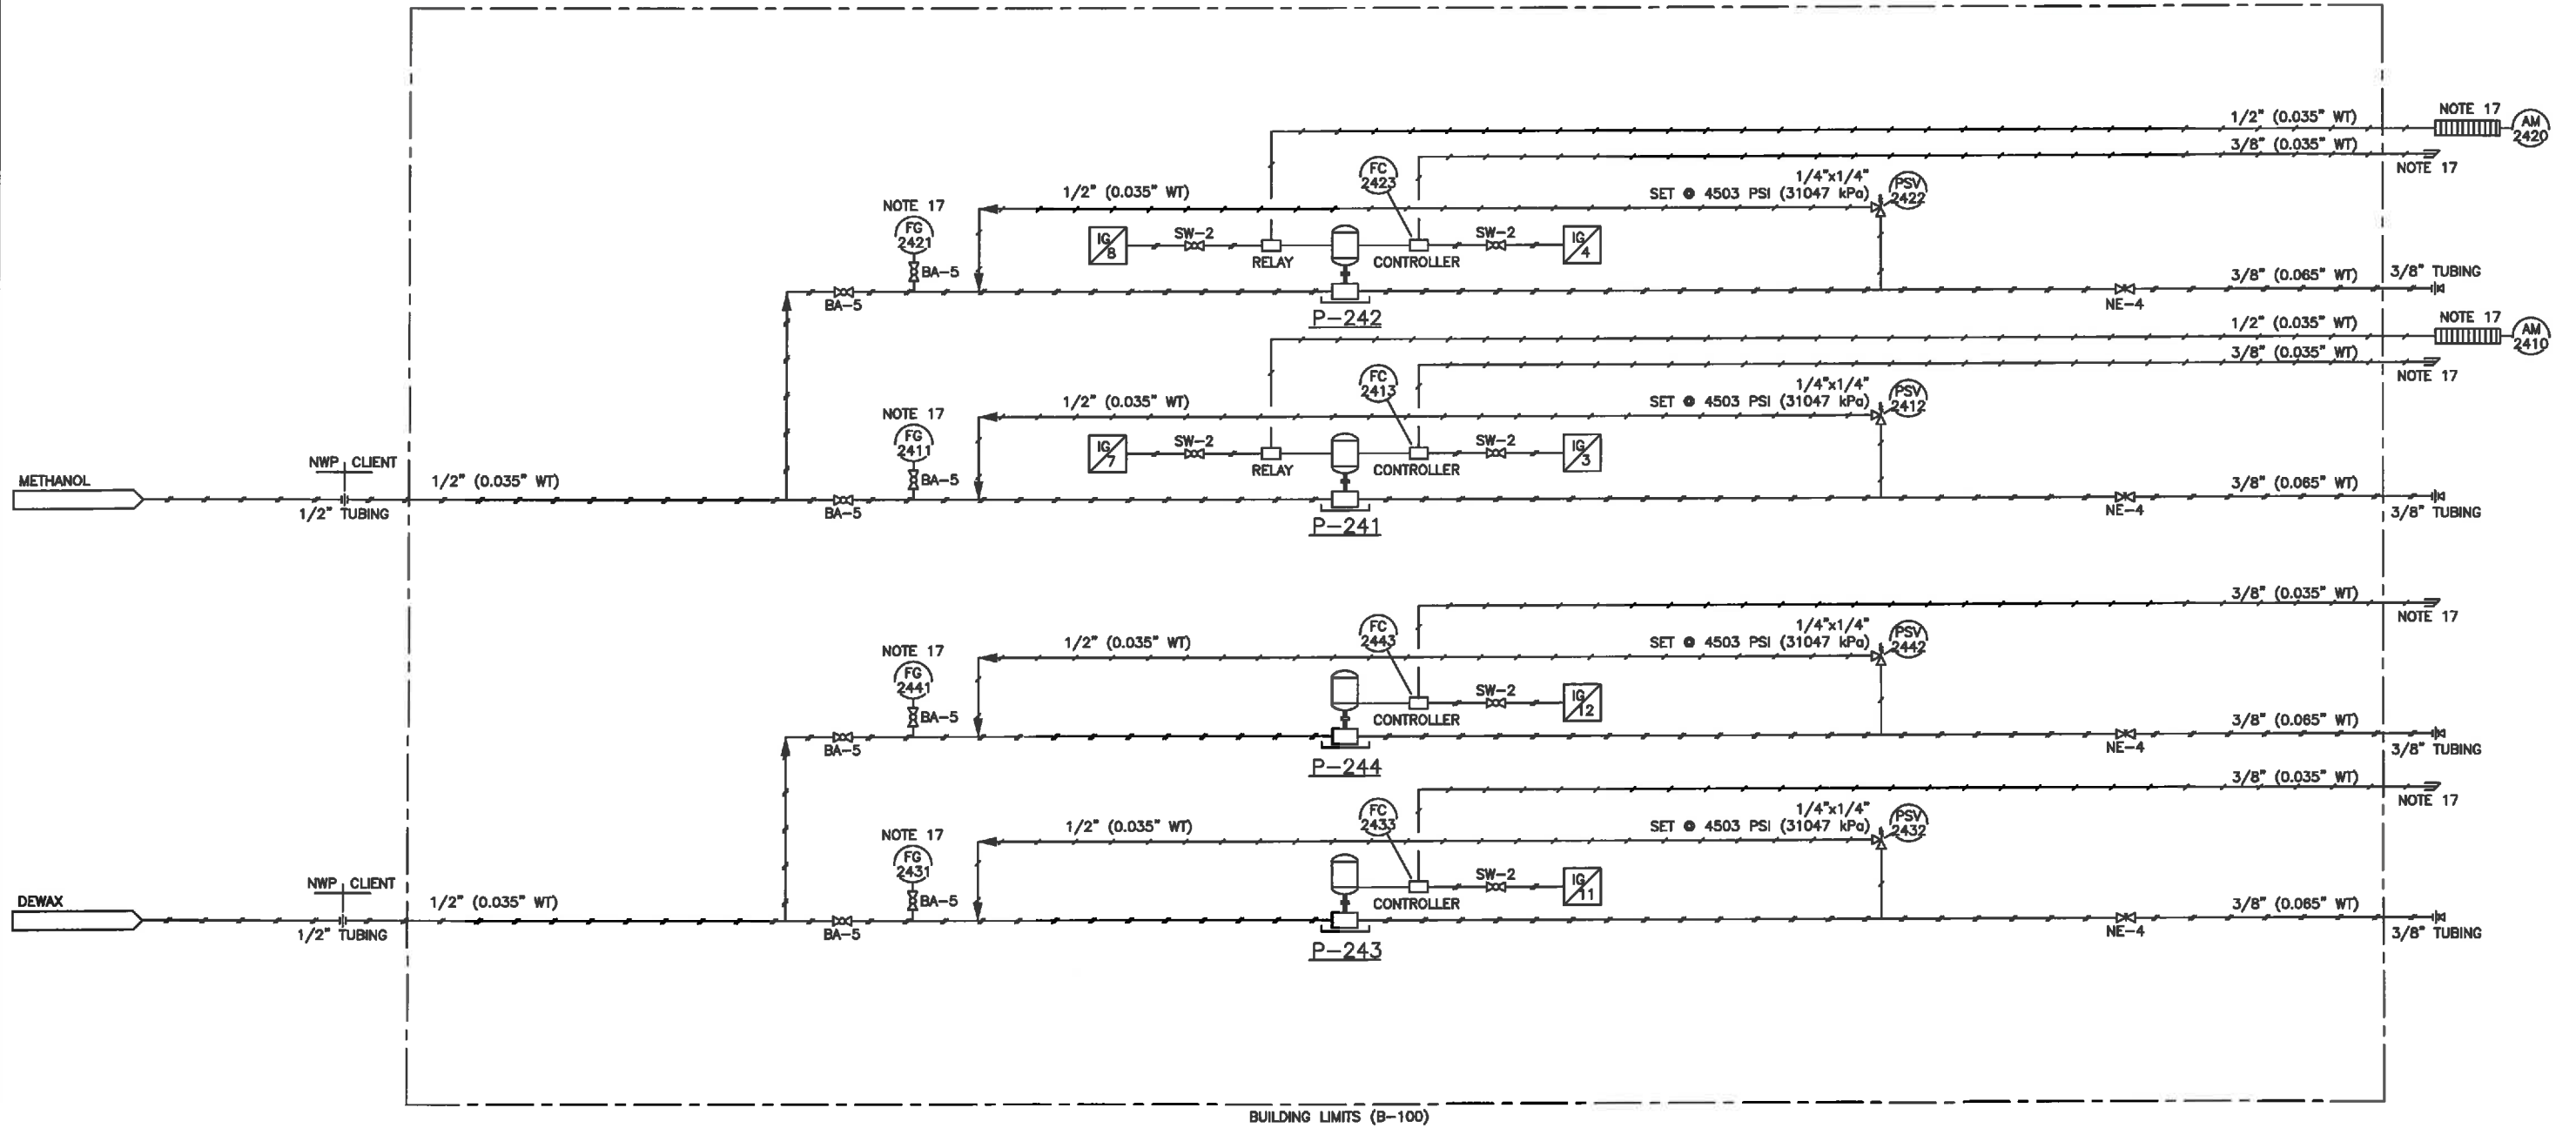 1/2" (0.035" WT)
NOTE 17
AM
2420
3/8" (0.035" WT)
NOTE 17
FC
2423
1/4"x1/4"
SET @ 4503 PSI (31047 kPa)
PSV
2422
1/2" (0.035" WT)
NOTE 17
FG
2421
BA-5
IG
8
SW-2
RELAY
CONTROLLER
SW-2
IG
4
BA-5
P-242
NE-4
3/8" (0.065" WT)
3/8" TUBING
1/2" (0.035" WT)
NOTE 17
AM
2410
3/8" (0.035" WT)
NOTE 17
FC
2413
1/4"x1/4"
SET @ 4503 PSI (31047 kPa)
PSV
2412
1/2" (0.035" WT)
NOTE 17
FG
2411
BA-5
IG
7
SW-2
RELAY
CONTROLLER
SW-2
IG
3
METHANOL
NWP CLIENT
1/2" TUBING
1/2" (0.035" WT)
BA-5
P-241
NE-4
3/8" (0.065" WT)
3/8" TUBING
3/8" (0.035" WT)
NOTE 17
FC
2443
1/4"x1/4"
SET @ 4503 PSI (31047 kPa)
PSV
2442
1/2" (0.035" WT)
NOTE 17
FG
2441
BA-5
CONTROLLER
SW-2
IG
12
BA-5
P-244
NE-4
3/8" (0.065" WT)
3/8" TUBING
3/8" (0.035" WT)
NOTE 17
FC
2433
1/4"x1/4"
SET @ 4503 PSI (31047 kPa)
PSV
2432
1/2" (0.035" WT)
NOTE 17
FG
2431
BA-5
CONTROLLER
SW-2
IG
11
DEWAX
NWP CLIENT
1/2" TUBING
1/2" (0.035" WT)
BA-5
P-243
NE-4
3/8" (0.065" WT)
3/8" TUBING
BUILDING LIMITS (B-100)